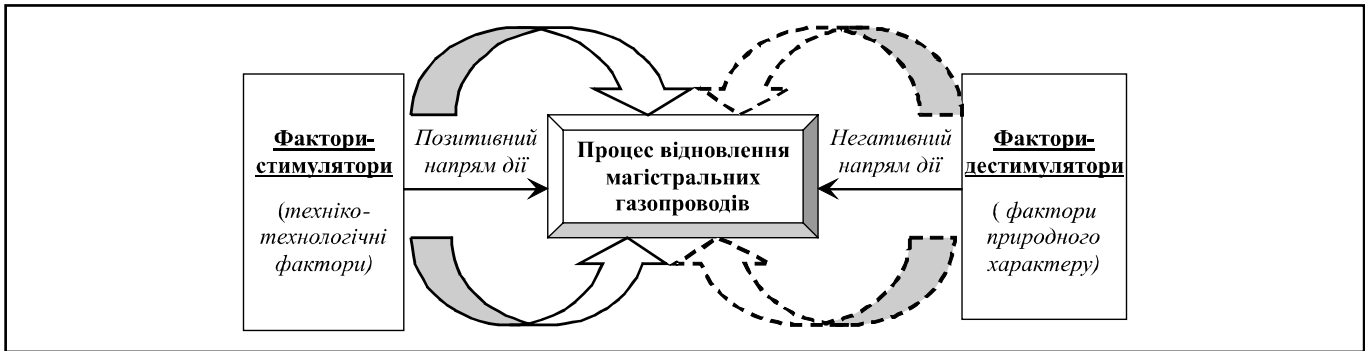 Фактори-
стимулятори
(техніко-
технологічні
фактори)
Позитивний
напрям дії
Процес відновлення
магістральних
газопроводів
Негативний
напрям дії
Фактори-
дестимулятори
( фактори
природного
характеру)